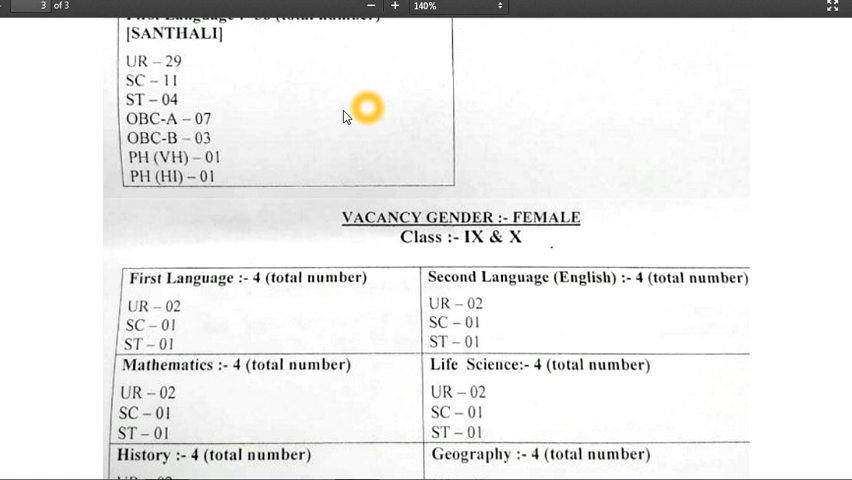 3 of 3
140%
[SANTHALI]
UR – 29
SC – 11
ST – 04
OBC-A – 07
OBC-B – 03
PH (VH) – 01
PH (HI) – 01
VACANCY GENDER :- FEMALE
Class :- IX & X
First Language :- 4 (total number)
UR – 02
SC – 01
ST – 01
Second Language (English) :- 4 (total number)
UR – 02
SC – 01
ST – 01
Mathematics :- 4 (total number)
UR – 02
SC – 01
ST – 01
Life Science:- 4 (total number)
UR – 02
SC – 01
ST – 01
History :- 4 (total number)
Geography :- 4 (total number)